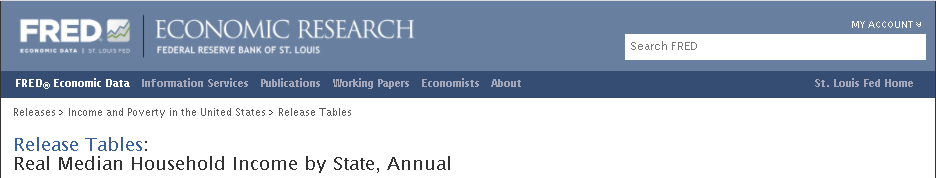 FRED ECONOMIC RESEARCH
ECONOMIC DATA | ST. LOUIS FED FEDERAL RESERVE BANK OF ST. LOUIS
MY ACCOUNT
Search FRED
FRED® Economic Data Information Services Publications Working Papers Economists About St. Louis Fed Home
Releases > Income and Poverty in the United States > Release Tables
Release Tables:
Real Median Household Income by State, Annual